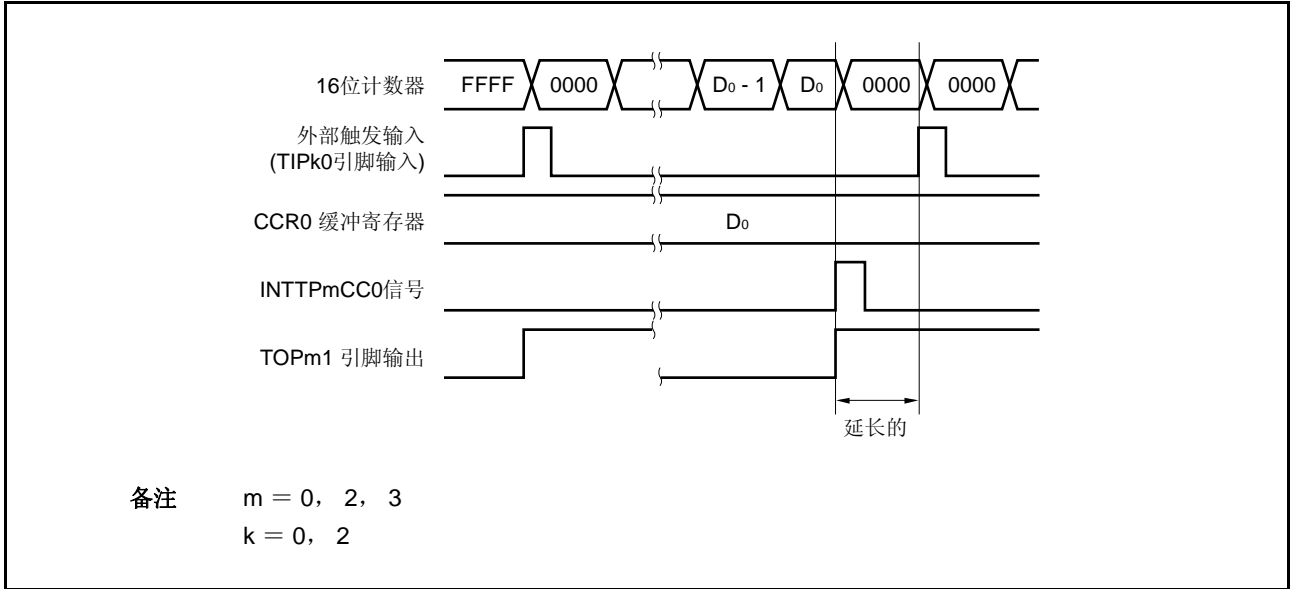 16位计数器 FFFF 0000 D0 - 1 D0 0000 0000
外部触发输入
(TIPk0引脚输入)
CCR0 缓冲寄存器 D0
INTTPmCC0信号
TOPm1 引脚输出
延长的
备注 m = 0, 2, 3
k = 0, 2